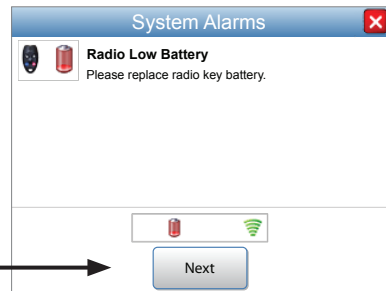 System Alarms
Radio Low Battery
Please replace radio key battery.
Next